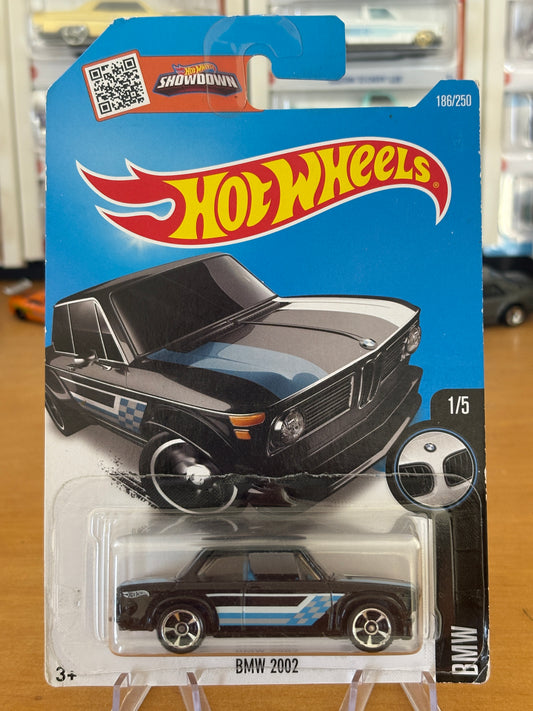 HOT WHEELS
SHOWDOWN
186/250
HOT WHEELS®
1/5
BMW
BMW 2002
3+